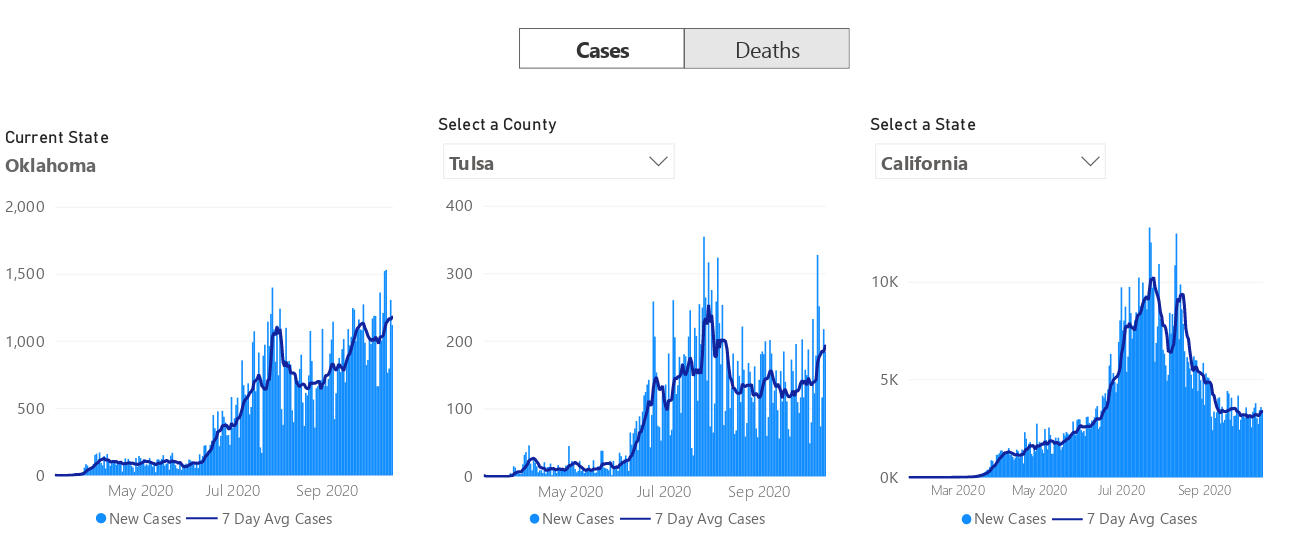 Cases Deaths
Current State
Oklahoma
2,000
1,500
1,000
500
0
May 2020 Jul 2020 Sep 2020
New Cases 7 Day Avg Cases
Select a County
Tulsa
400
300
200
100
0
May 2020 Jul 2020 Sep 2020
New Cases 7 Day Avg Cases
Select a State
California
10K
5K
0K
Mar 2020 May 2020 Jul 2020 Sep 2020
New Cases 7 Day Avg Cases